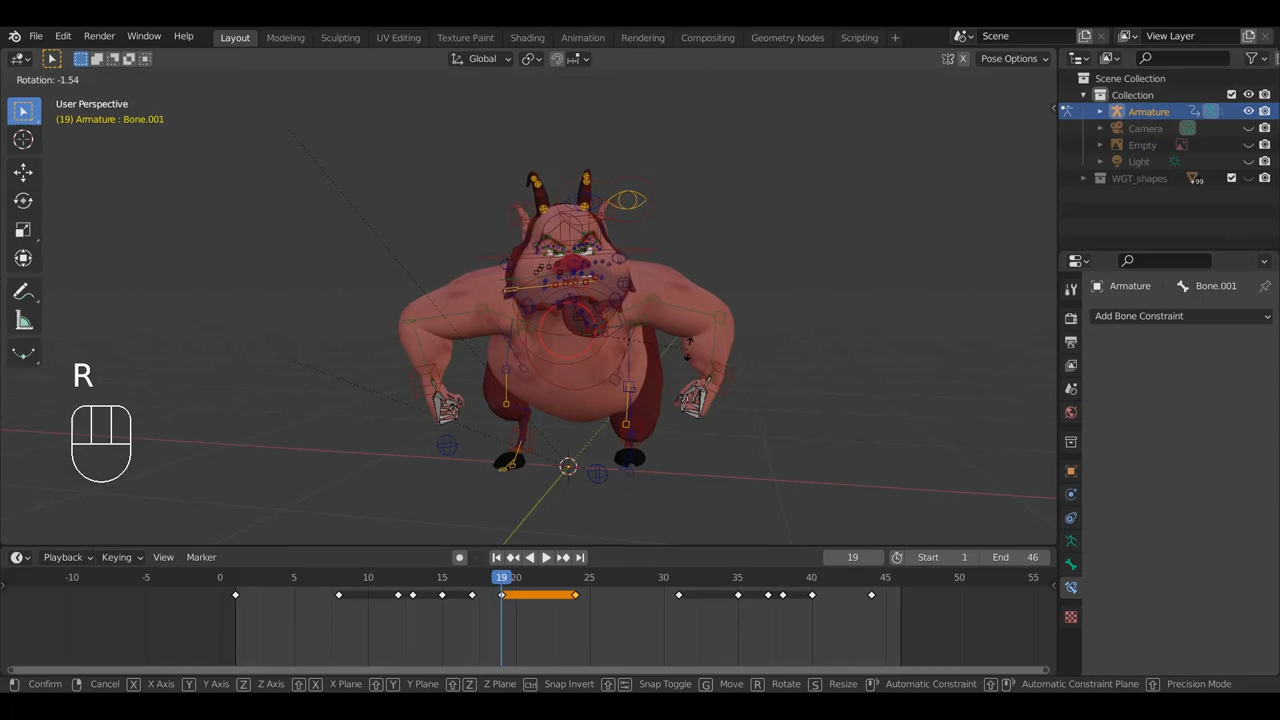 File Edit Render Window Help Layout Modeling Sculpting UV Editing Texture Paint Shading Animation Rendering Compositing Geometry Nodes Scripting + Scene View Layer
Global X Pose Options
Rotation: -1.54
User Perspective
(19) Armature : Bone.001
R
Scene Collection
Collection
Armature
Camera
Empty
Light
WGT_shapes 99
Armature Bone.001
Add Bone Constraint
Playback Keying View Marker 19 Start 1 End 46
-10 -5 0 5 10 15 19 20 25 30 35 40 45 50 55
Confirm Cancel X X Axis Y Y Axis Z Z Axis X X Plane Y Y Plane Z Z Plane Ctrl Snap Invert Snap Toggle G Move R Rotate S Resize Automatic Constraint Automatic Constraint Plane Precision Mode